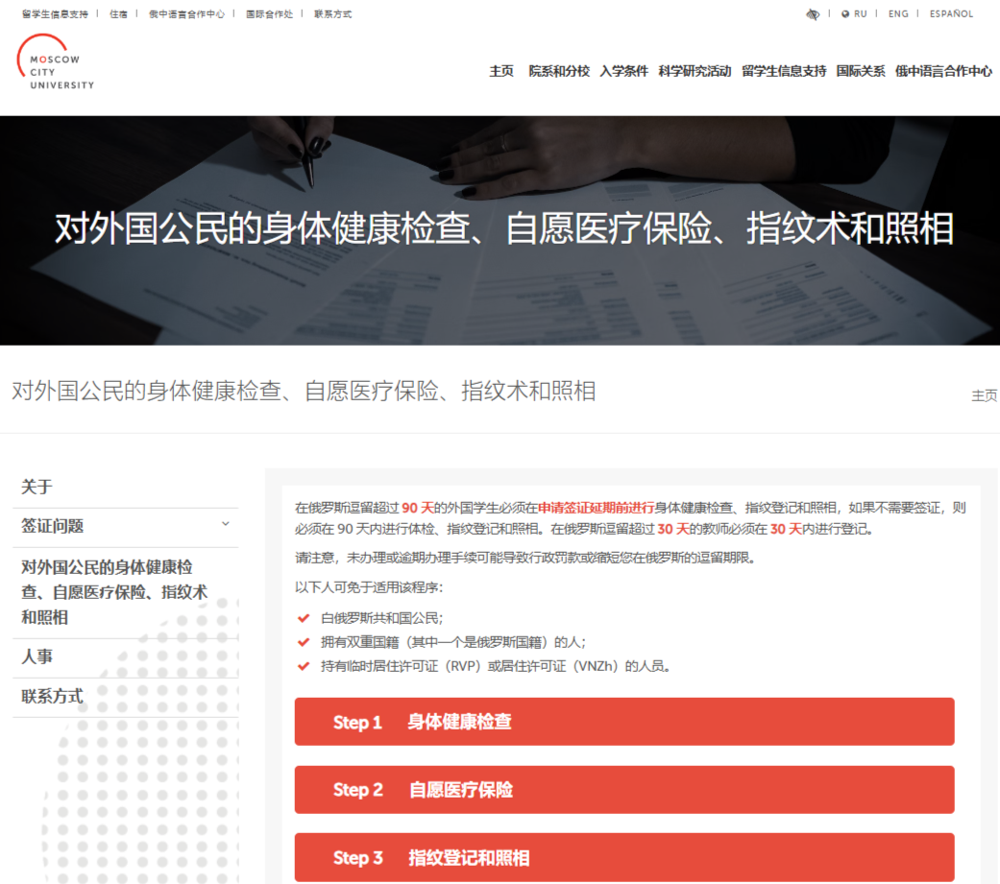 留学生信息支持 | 住宿 | 俄中语言合作中心 | 国际合作处 | 联系方式
RU | ENG | ESPAÑOL
MOSCOW
CITY
UNIVERSITY
主页 院系和分校 入学条件 科学研究活动 留学生信息支持 国际关系 俄中语言合作中心
对外国公民的身体健康检查、自愿医疗保险、指纹术和照相
对外国公民的身体健康检查、自愿医疗保险、指纹术和照相
主页
关于
签证问题
对外国公民的身体健康检
查、自愿医疗保险、指纹术
和照相
人事
联系方式
在俄罗斯逗留超过 90 天的外国学生必须在申请签证延期前进行身体健康检查、指纹登记和照相，如果不需要签证，则
必须在 90 天内进行体检、指纹登记和照相。在俄罗斯逗留超过 30 天的教师必须在 30 天内进行登记。
请注意，未办理或逾期办理手续可能导致行政罚款或缩短您在俄罗斯的逗留期限。
以下人可免于适用该程序：
白俄罗斯共和国公民；
拥有双重国籍（其中一个是俄罗斯国籍）的人；
持有临时居住许可证（RVP）或居住许可证（VNZh）的人员。
Step 1 身体健康检查
Step 2 自愿医疗保险
Step 3 指纹登记和照相